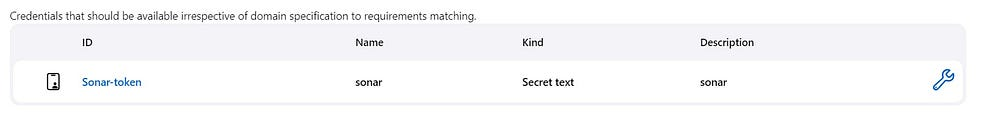 Credentials that should be available irrespective of domain specification to requirements matching.
ID Name Kind Description
Sonar-token sonar Secret text sonar